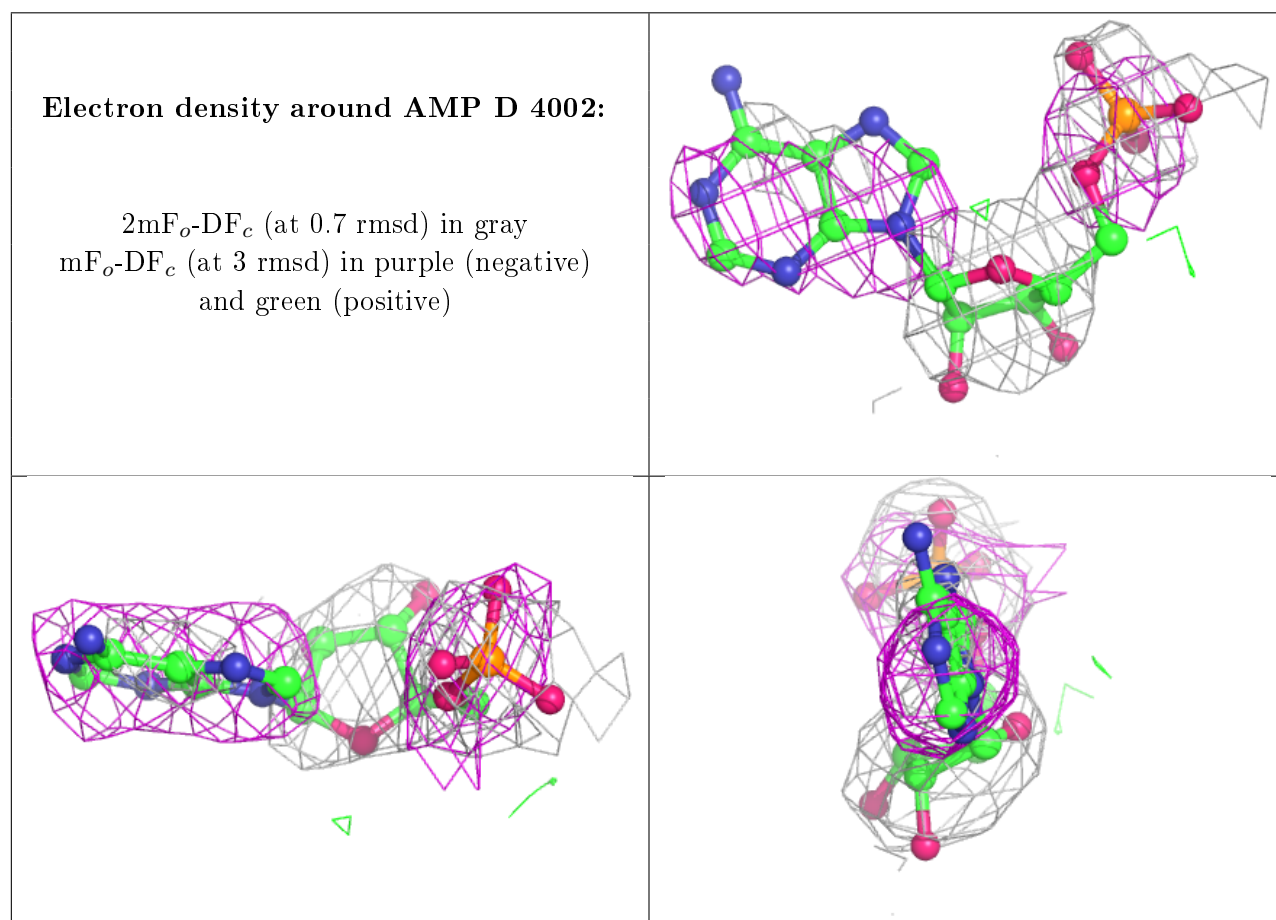 Electron density around AMP D 4002:
2mFo-DFc (at 0.7 rmsd) in gray
mFo-DFc (at 3 rmsd) in purple (negative)
and green (positive)